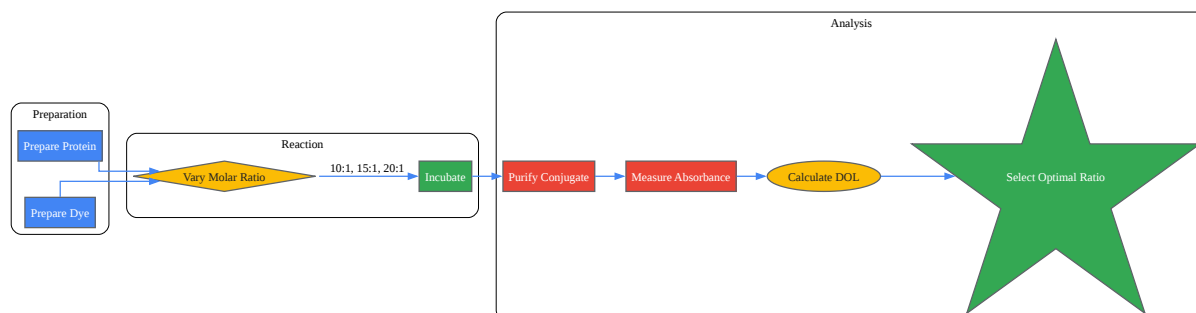 Preparation
Prepare Protein
Prepare Dye
Reaction
Vary Molar Ratio
10:1, 15:1, 20:1
Incubate
Analysis
Purify Conjugate
Measure Absorbance
Calculate DOL
Select Optimal Ratio